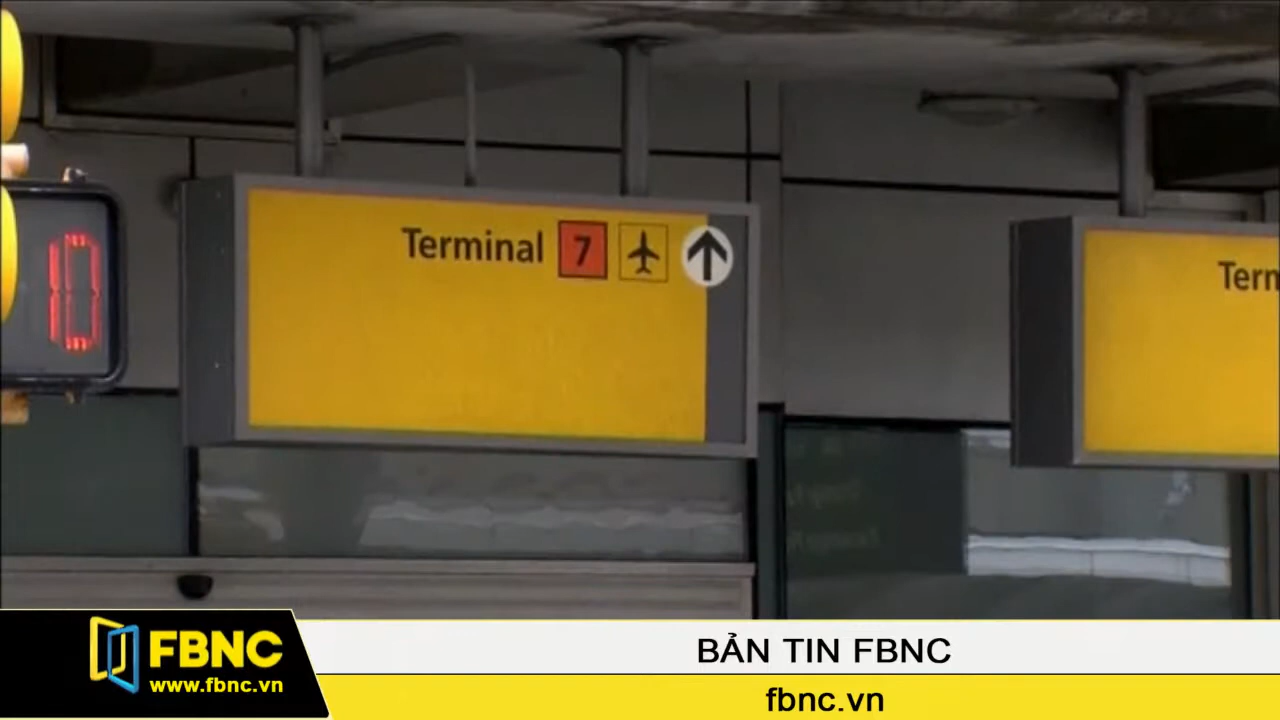 Terminal 7
10
Term
FBNC
www.fbnc.vn
BẢN TIN FBNC
fbnc.vn